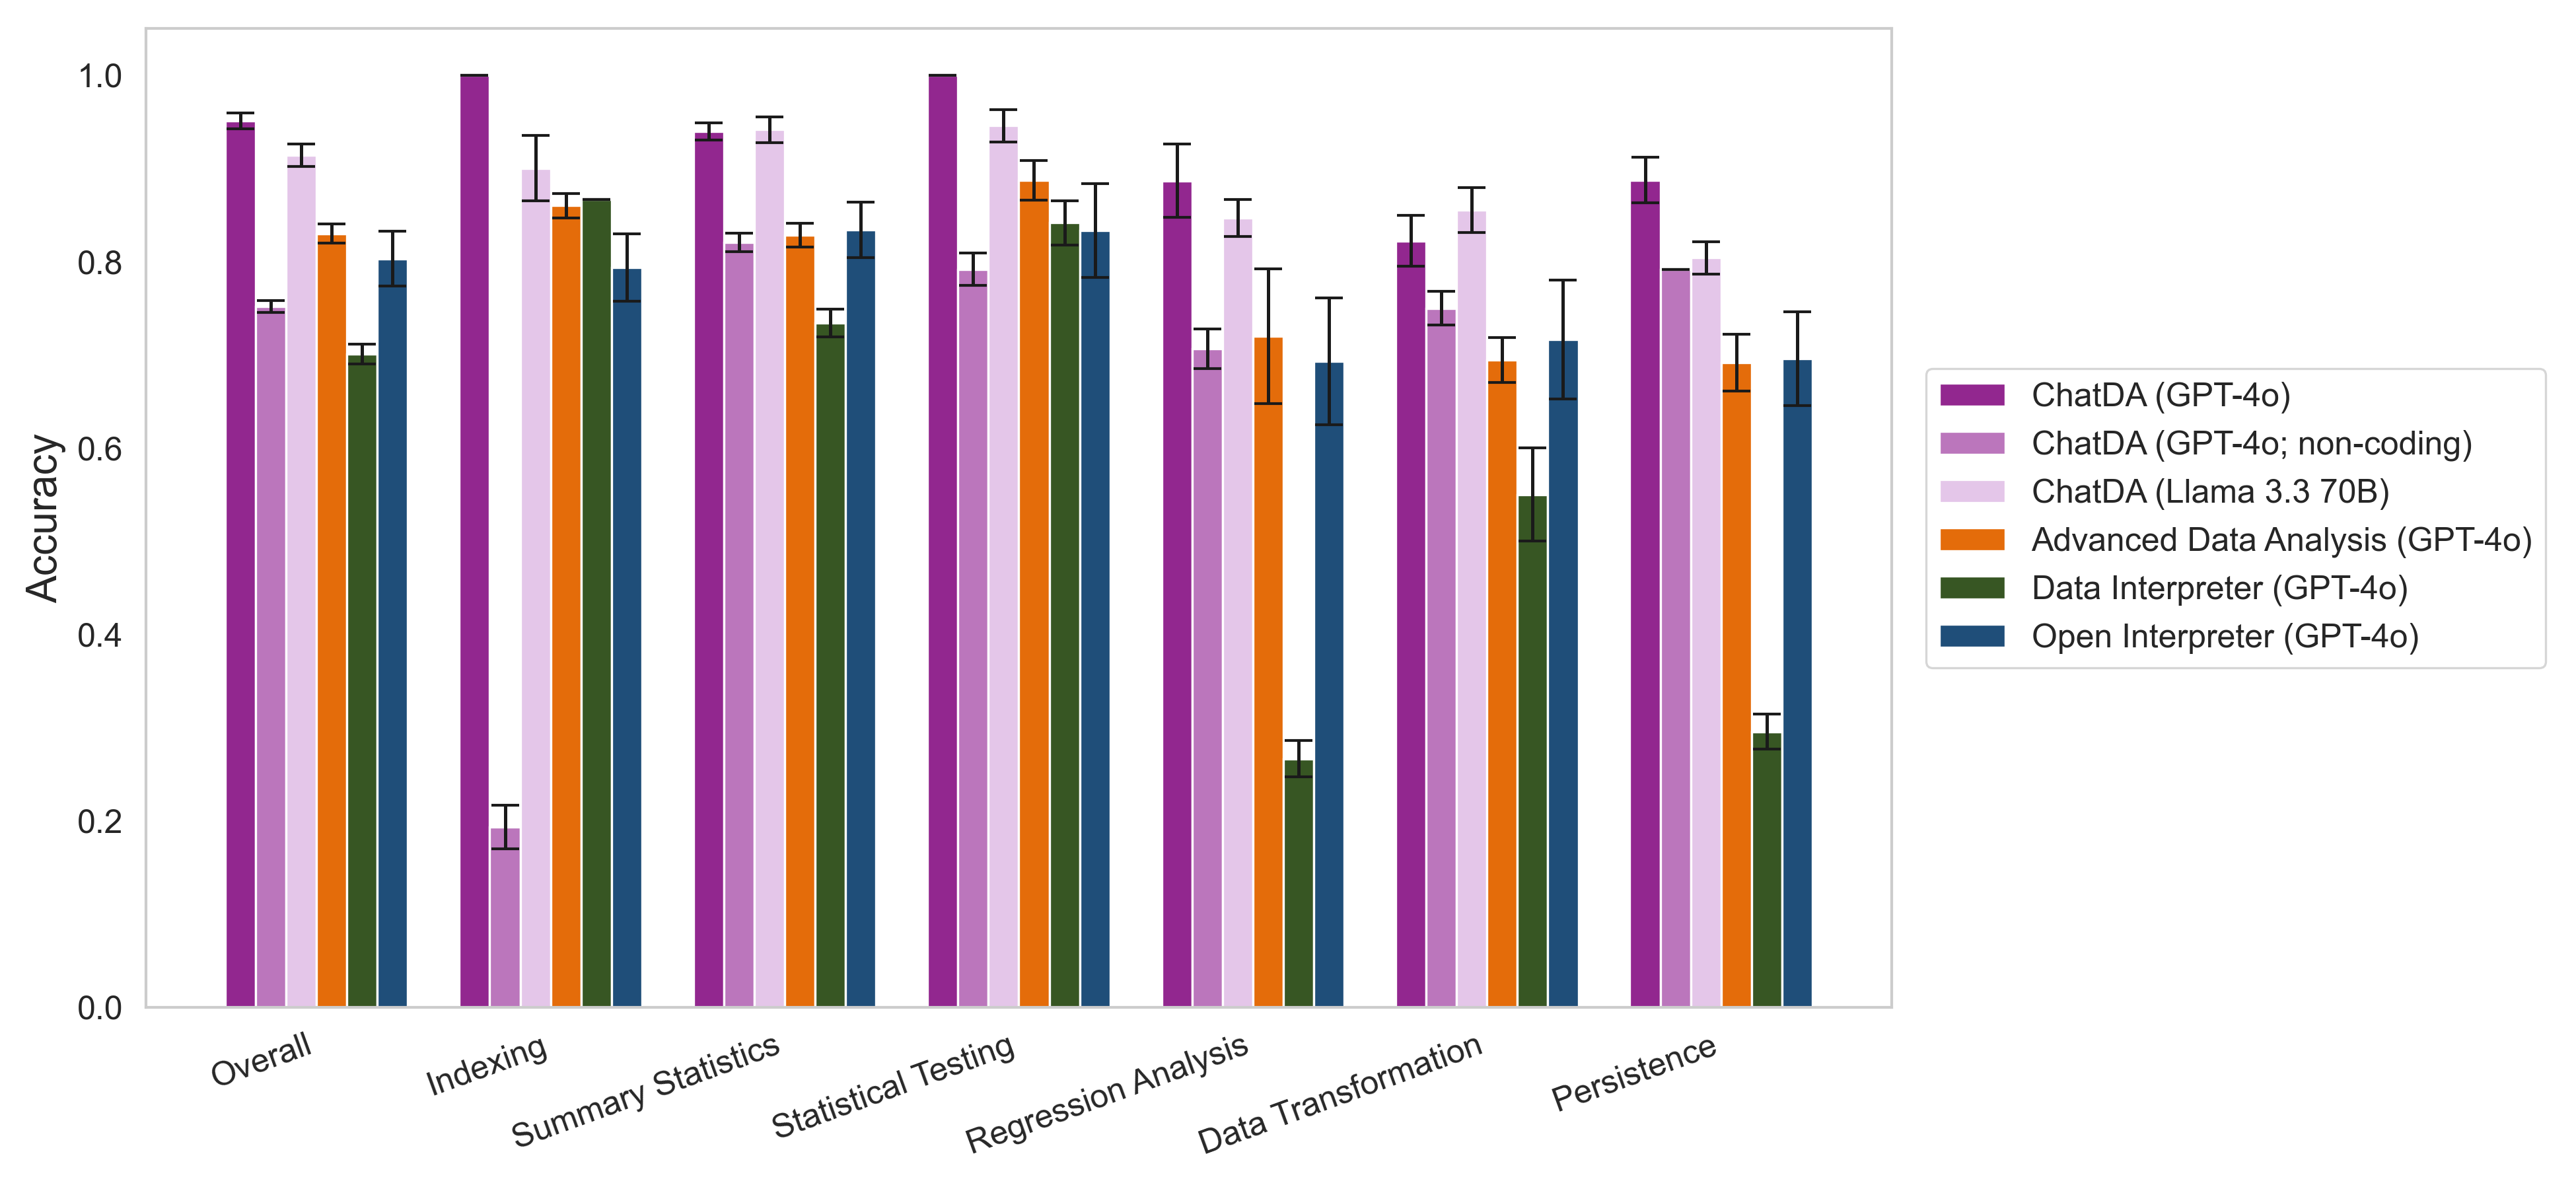 Accuracy
1.0
0.8
0.6
0.4
0.2
0.0
Overall
Indexing
Summary Statistics
Statistical Testing
Regression Analysis
Data Transformation
Persistence
ChatDA (GPT-4o)
ChatDA (GPT-4o; non-coding)
ChatDA (Llama 3.3 70B)
Advanced Data Analysis (GPT-4o)
Data Interpreter (GPT-4o)
Open Interpreter (GPT-4o)